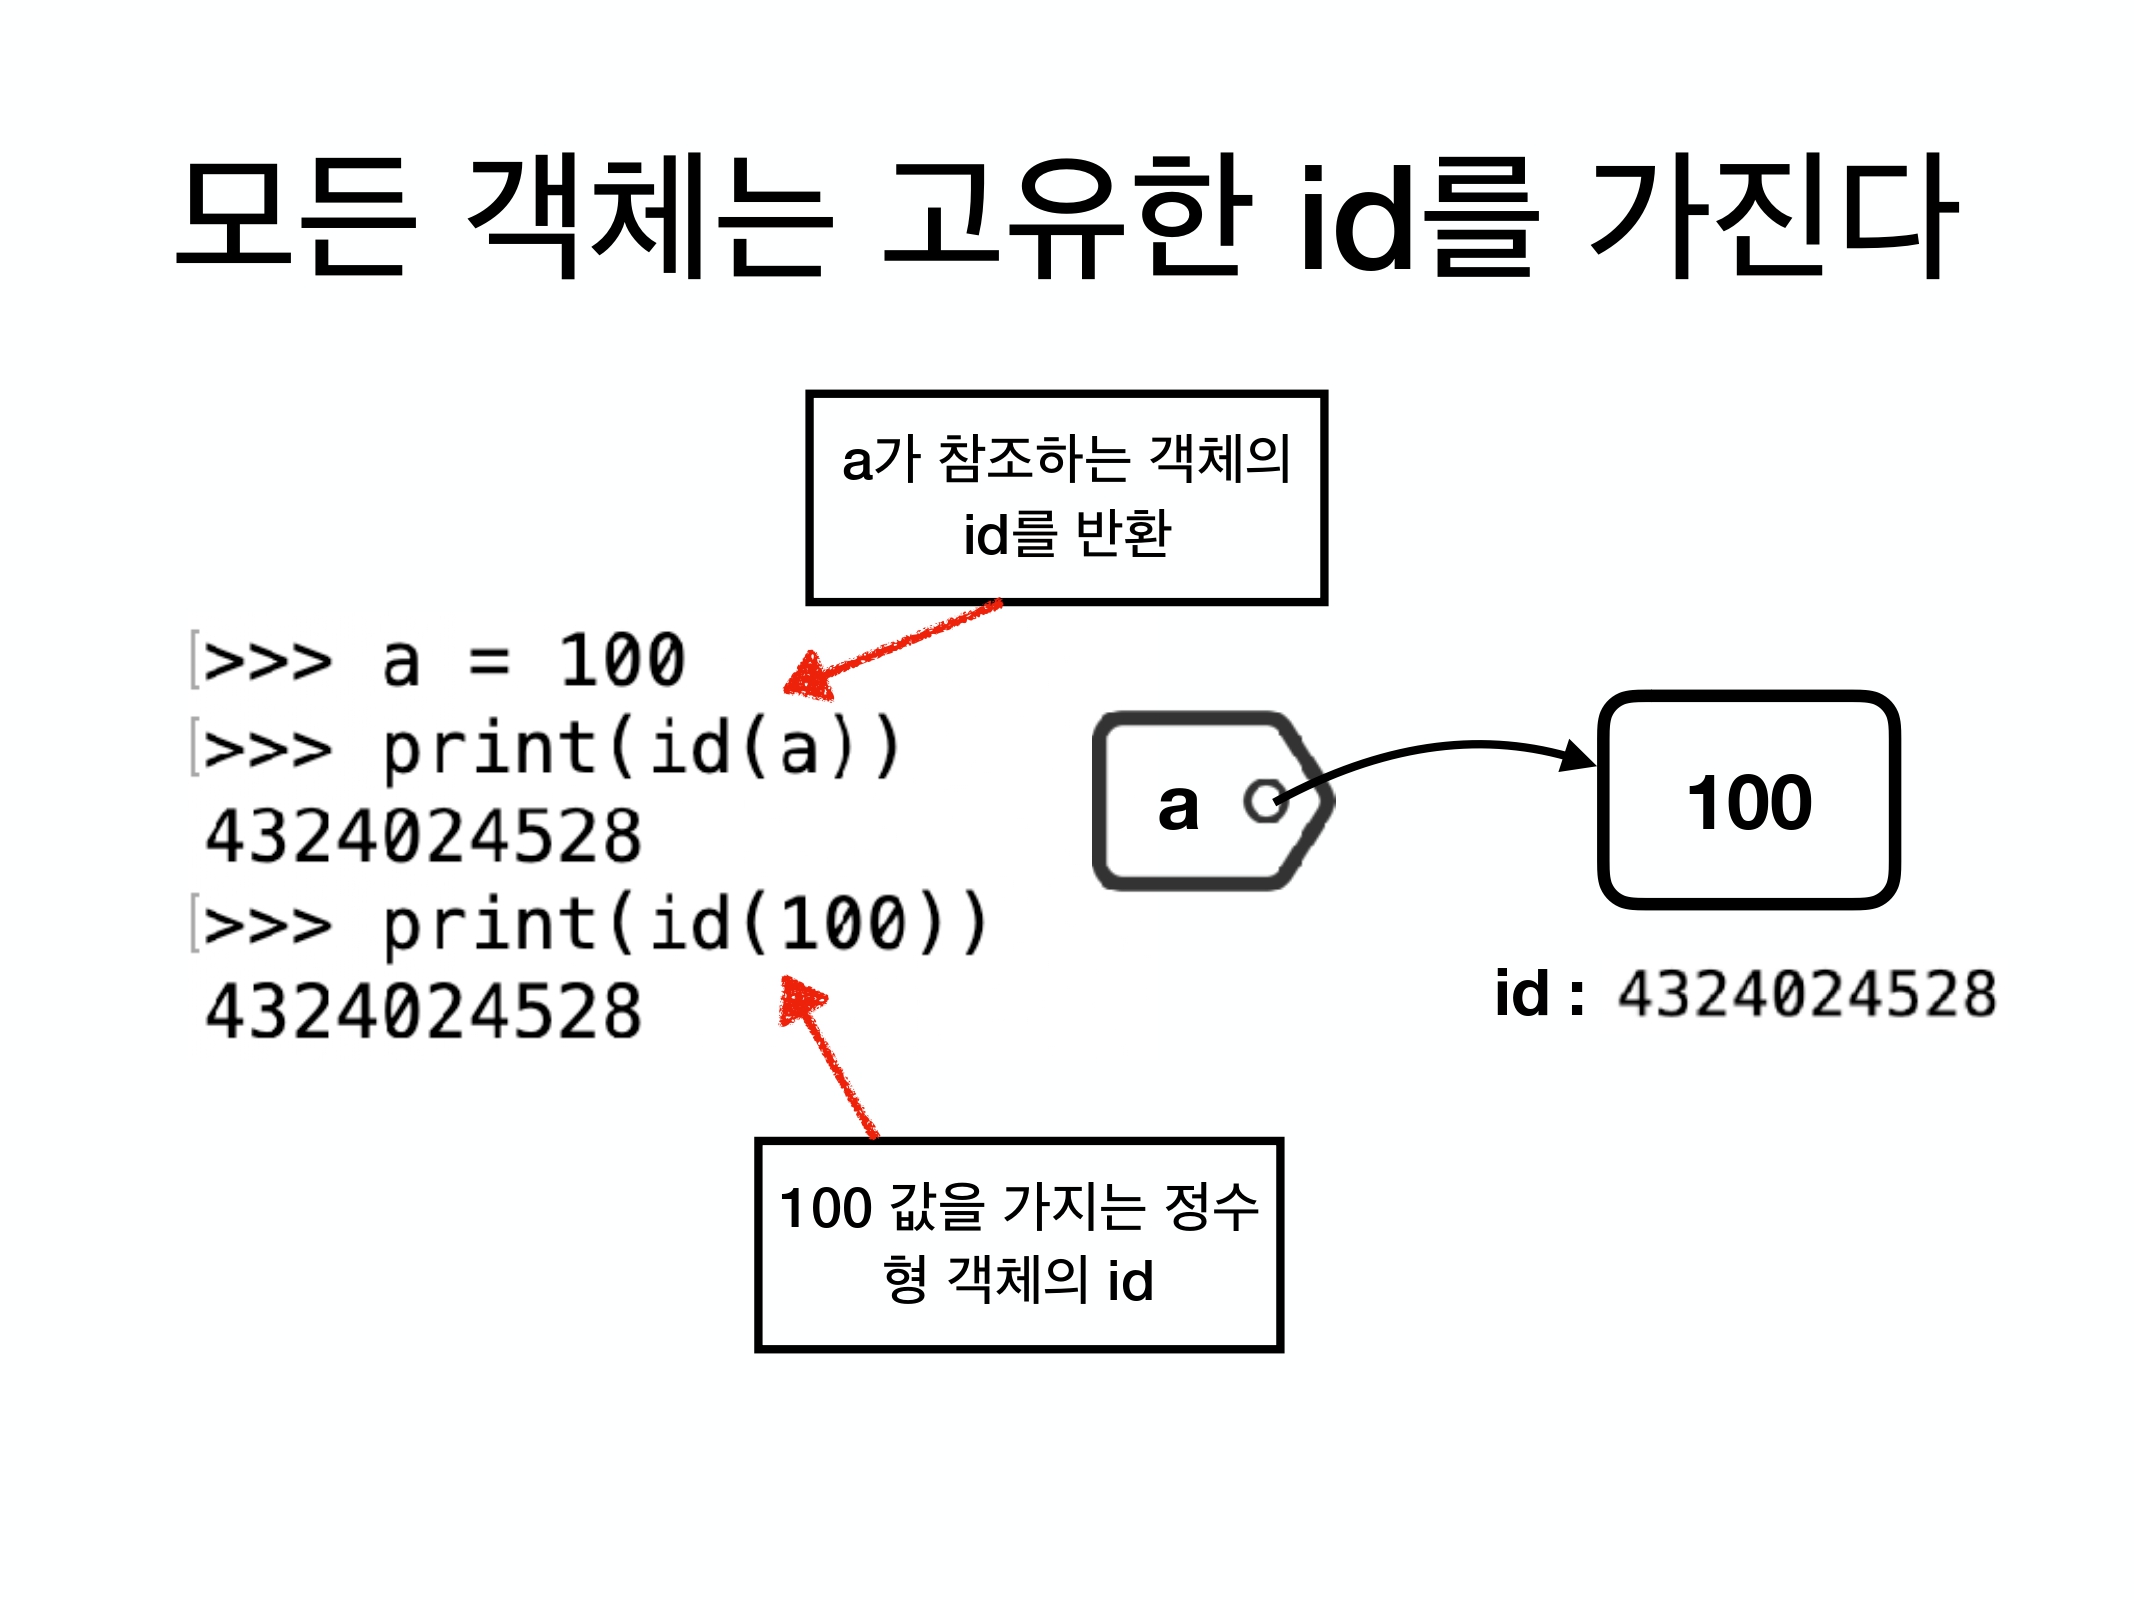 모든 객체는 고유한 id를 가진다
a가 참조하는 객체의
id를 반환
[>>> a = 100
[>>> print(id(a))
4324024528
[>>> print(id(100))
4324024528
a
100
id : 4324024528
100 값을 가지는 정수
형 객체의 id